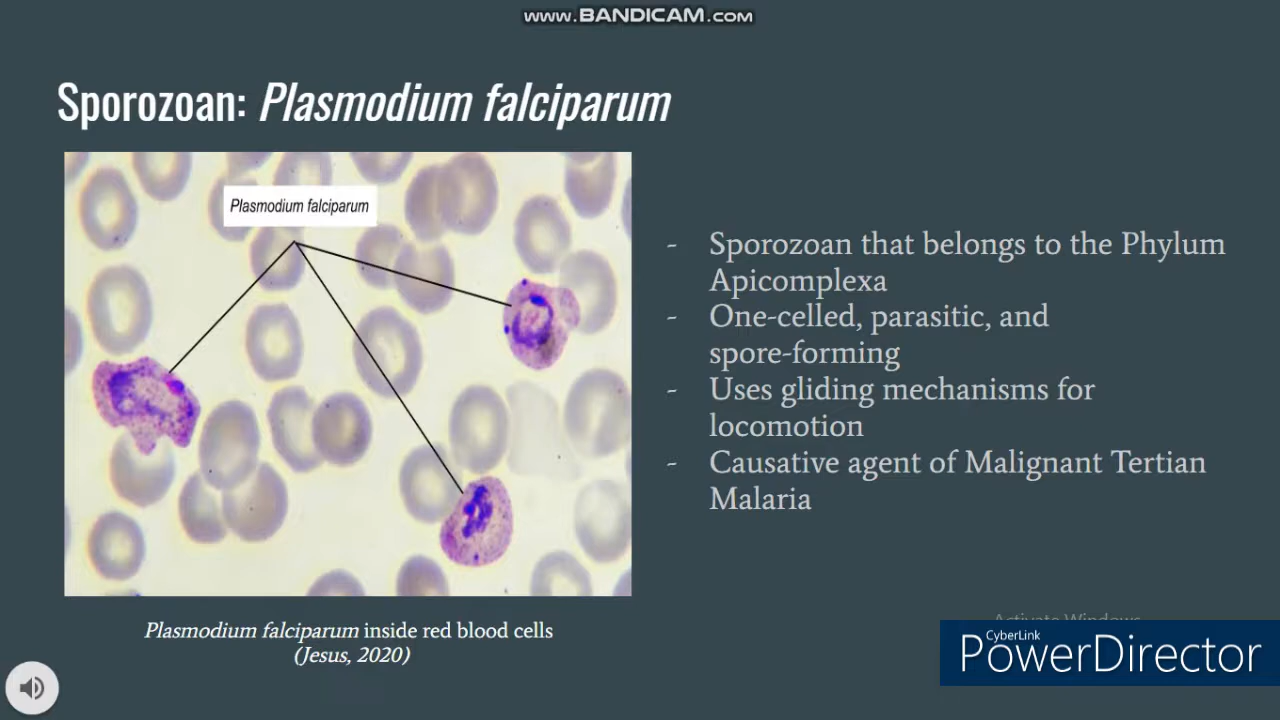 www.BANDICAM.com
Sporozoan: Plasmodium falciparum
Plasmodium falciparum
- Sporozoan that belongs to the Phylum
Apicomplexa
- One-celled, parasitic, and
spore-forming
- Uses gliding mechanisms for
locomotion
- Causative agent of Malignant Tertian
Malaria
Plasmodium falciparum inside red blood cells
(Jesus, 2020)
Activate Windows
CyberLink
PowerDirector